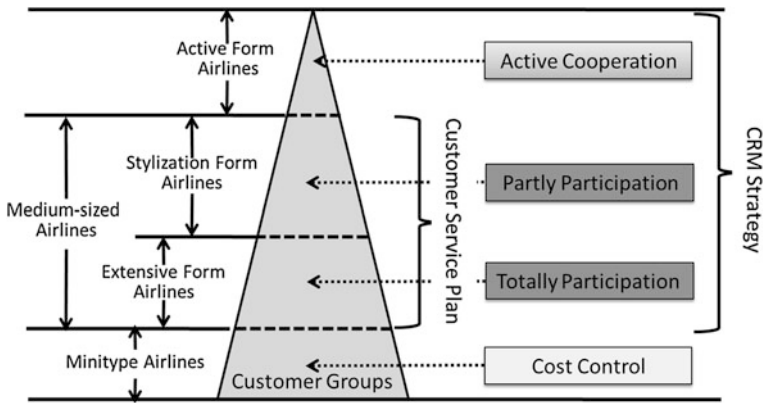 Active Form
Airlines
Active Cooperation
Stylization Form
Airlines
Medium-sized
Airlines
Extensive Form
Airlines
Minitype Airlines
Customer Groups
Customer Service Plan
Partly Participation
Totally Participation
Cost Control
CRM Strategy